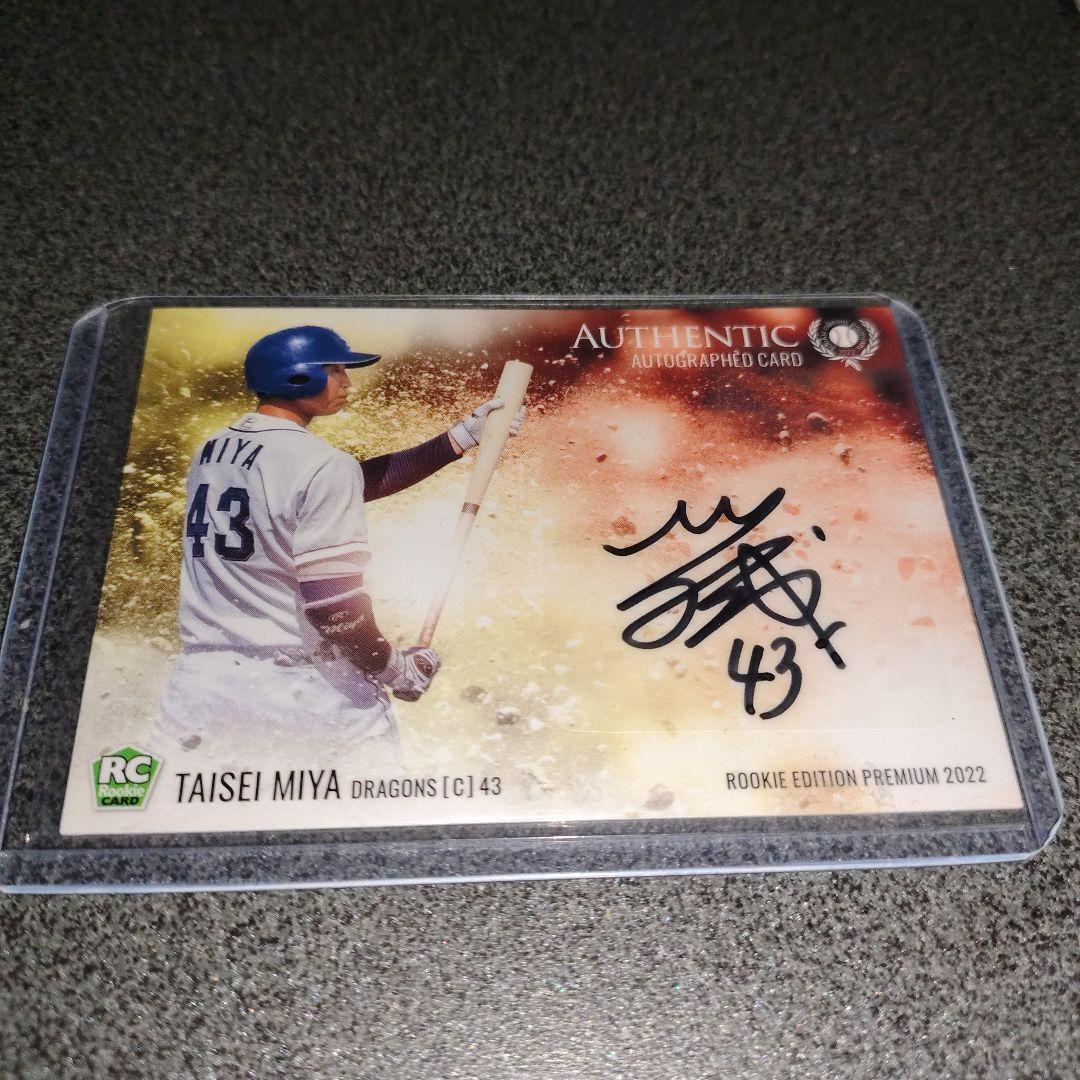 AUTHENTIC
AUTOGRAPHED CARD
MIYA
43
43
RC
Rookie
CARD
TAISEI MIYA DRAGONS [C] 43
ROOKIE EDITION PREMIUM 2022